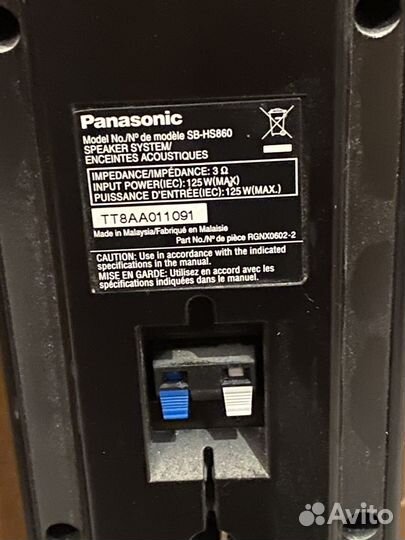 Panasonic
Model No./Nº de modèle SB-HS860
SPEAKER SYSTEM/
ENCEINTES ACOUSTIQUES
IMPEDANCE/IMPÉDANCE: 3 Ω
INPUT POWER(IEC): 125 W(MAX)
PUISSANCE D'ENTRÉE(IEC):125 W(MAX.)
TT8AA011091
Made in Malaysia/Fabriqué en Malaisie
Part No./Nº de pièce RGNX0602-2
CAUTION: Use in accordance with the indicated
specifications in the manual.
MISE EN GARDE: Utilisez en accord avec les
indications dans le manuel.
Avito